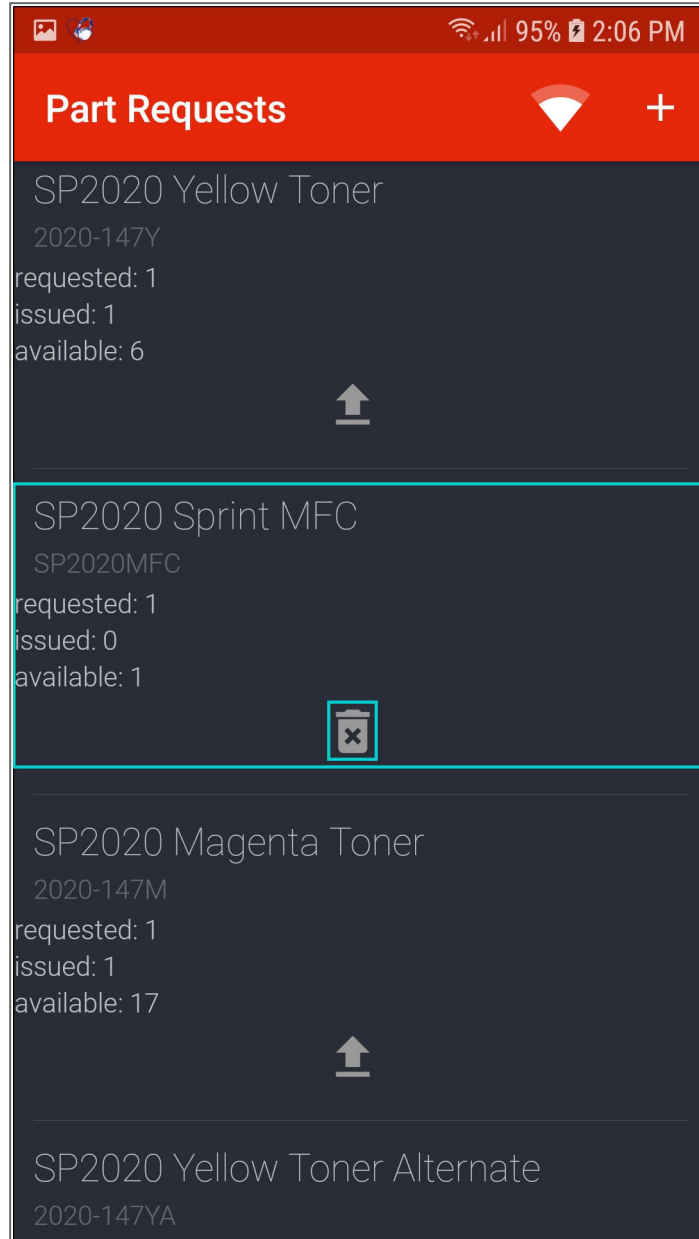 95% 2:06 PM
Part Requests
SP2020 Yellow Toner
2020-147Y
requested: 1
issued: 1
available: 6
SP2020 Sprint MFC
SP2020MFC
requested: 1
issued: 0
available: 1
SP2020 Magenta Toner
2020-147M
requested: 1
issued: 1
available: 17
SP2020 Yellow Toner Alternate
2020-147YA